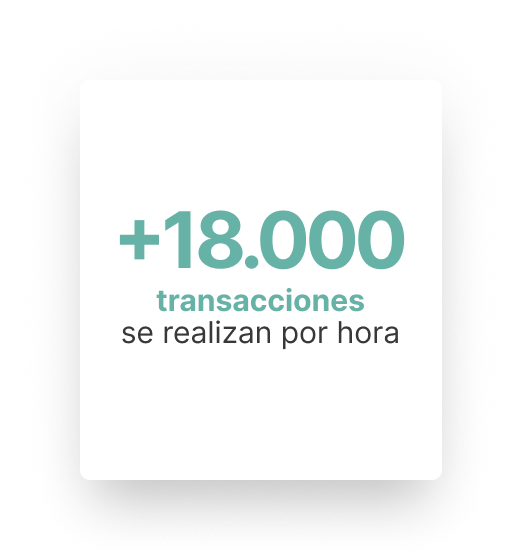 +18.000
transacciones
se realizan por hora